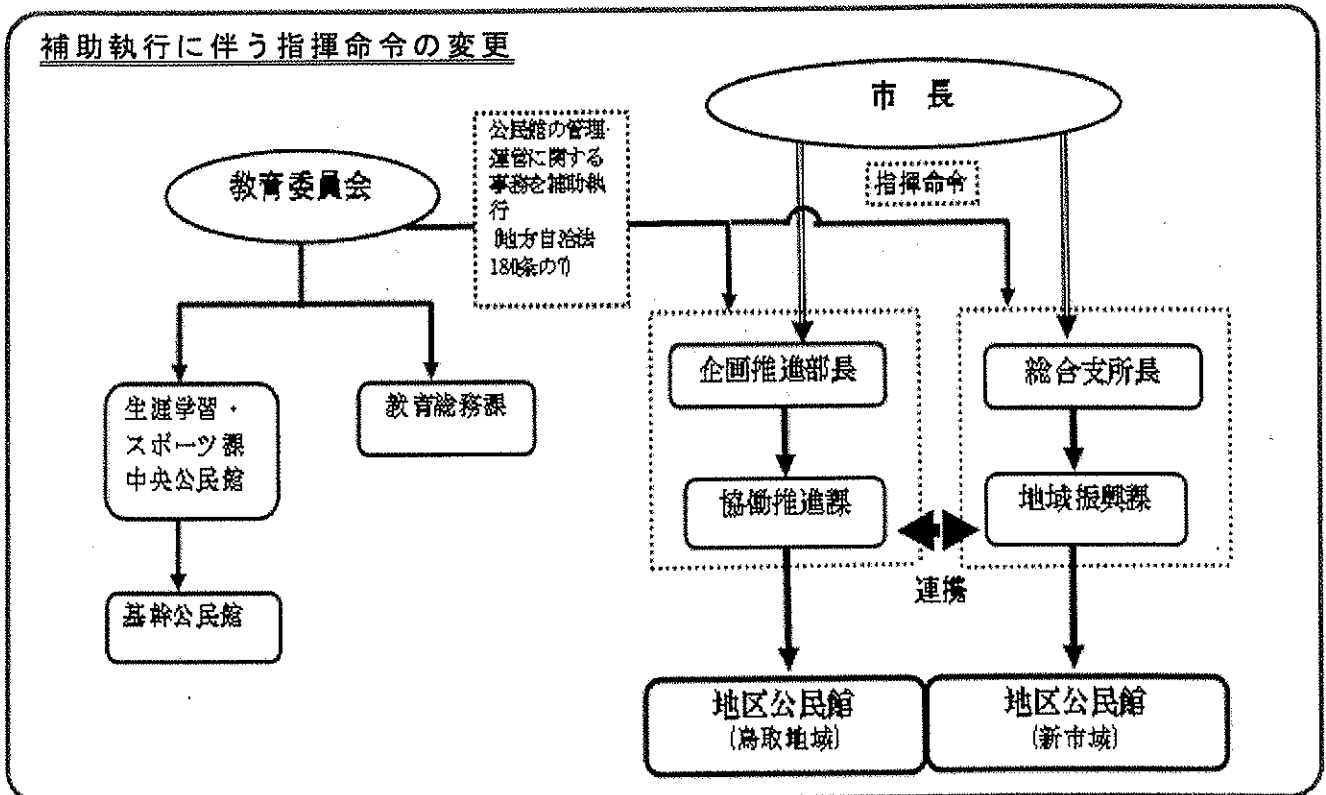 補助執行に伴う指揮命令の変更
市 長
公民館の管理・
運営に関する
事務を補助執
行
(地方自治法
180条の7)
教育委員会
指揮命令
企画推進部長
総合支所長
生涯学習・
スポーツ課
中央公民館
教育総務課
協働推進課
地域振興課
連携
基幹公民館
地区公民館
(鳥取地域)
地区公民館
(新市域)